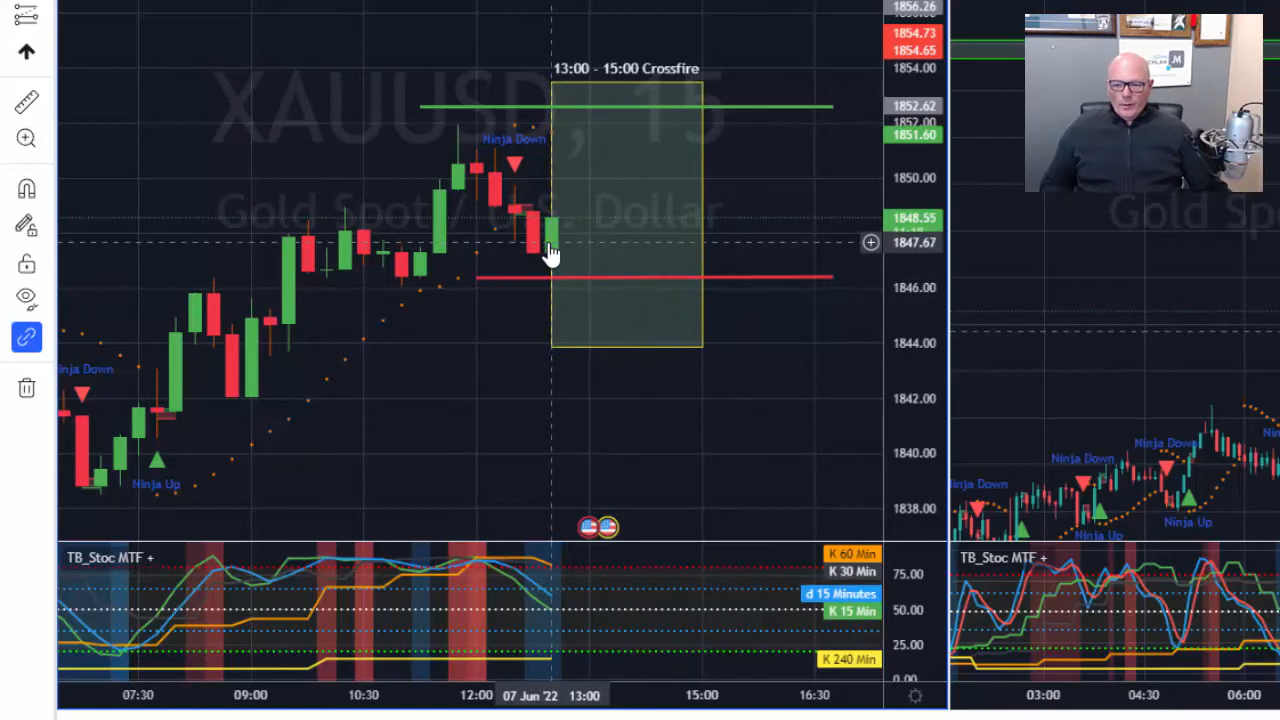 1856.26
1854.73
1854.65
1854.00
1852.62
1852.00
1851.60
1850.00
1848.55
1847.67
1846.00
1844.00
1842.00
1840.00
1838.00
XAUUSD, 15
Gold Spot / U.S. Dollar
13:00 - 15:00 Crossfire
Ninja Down
Ninja Down
Ninja Up
TB_Stoc MTF +
K 60 Min
K 30 Min
d 15 Minutes
K 15 Min
K 240 Min
75.00
50.00
25.00
0.00
07:30 09:00 10:30 12:00 07 Jun '22 13:00 15:00 16:30
Gold Sp
Ninja Down
Ninja Down
Ninja Down
Nin
Ninja Up
Ninja Up
TB_Stoc MTF +
03:00 04:30 06:00